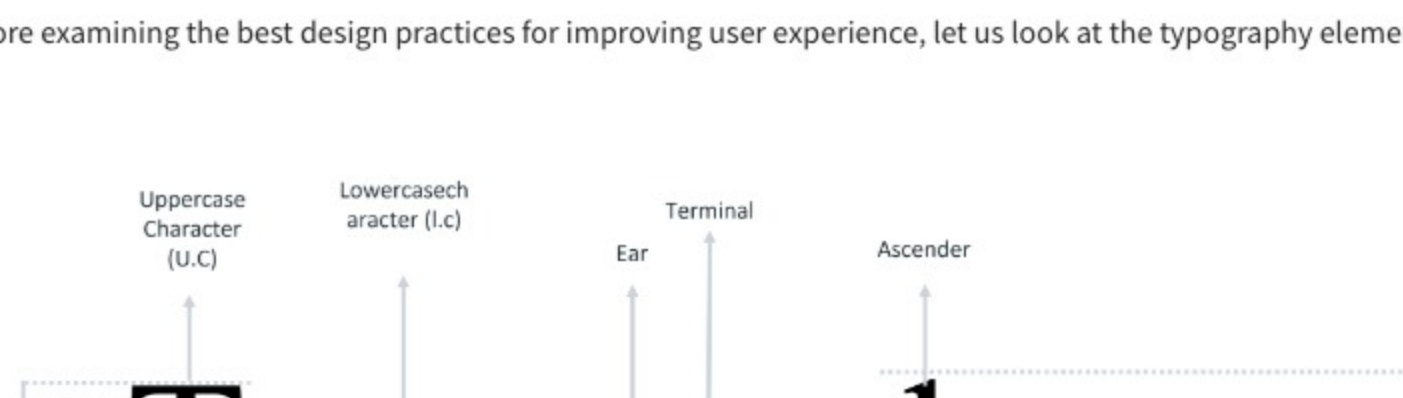 ore examining the best design practices for improving user experience, let us look at the typography eleme
Uppercase
Character
(U.C)
Lowercasech
aracter (l.c)
Ear
Terminal
Ascender